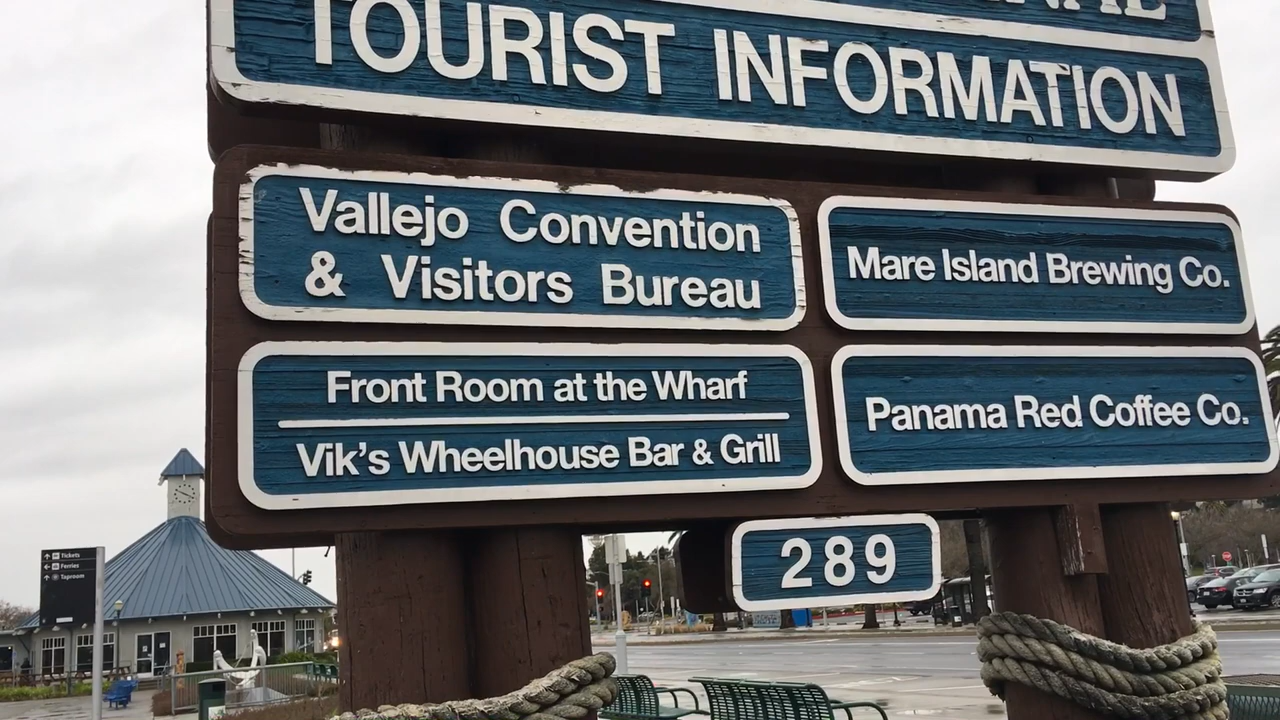 TOURIST INFORMATION
Vallejo Convention
& Visitors Bureau
Mare Island Brewing Co.
Front Room at the Wharf
Vik's Wheelhouse Bar & Grill
Panama Red Coffee Co.
289
Tickets
Ferries
Taproom